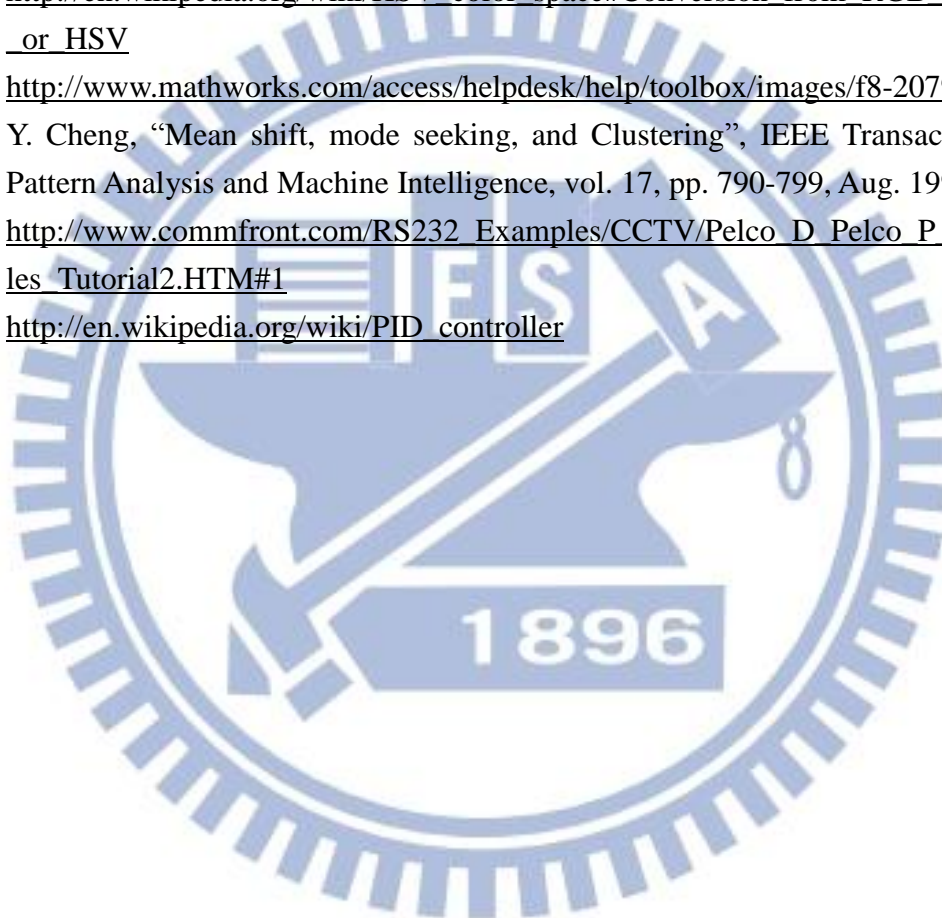 _or_HSV
http://www.mathworks.com/access/helpdesk/help/toolbox/images/f8-207
Y. Cheng, “Mean shift, mode seeking, and Clustering”, IEEE Transac
Pattern Analysis and Machine Intelligence, vol. 17, pp. 790-799, Aug. 19
http://www.commfront.com/RS232_Examples/CCTV/Pelco_D_Pelco_P_
les_Tutorial2.HTM#1
http://en.wikipedia.org/wiki/PID_controller
E S A
8
1896